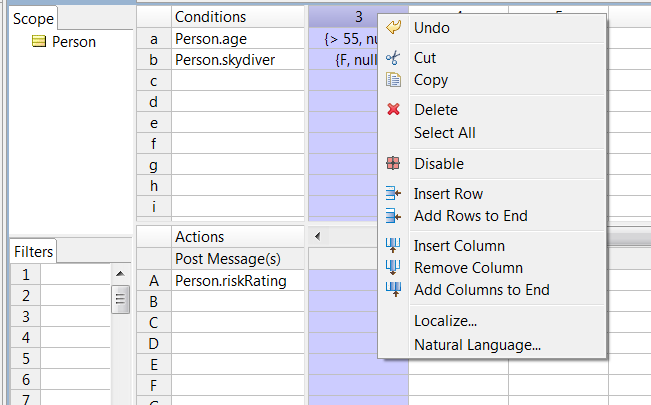 Scope
Person
Conditions
3
a Person.age {> 55, nu
b Person.skydiver {F, null
c
d
e
f
g
h
i
Undo
Cut
Copy
Delete
Select All
Disable
Insert Row
Add Rows to End
Insert Column
Remove Column
Add Columns to End
Localize...
Natural Language...
Actions
Post Message(s)
A Person.riskRating
B
C
D
E
F
Filters
1
2
3
4
5
6
7